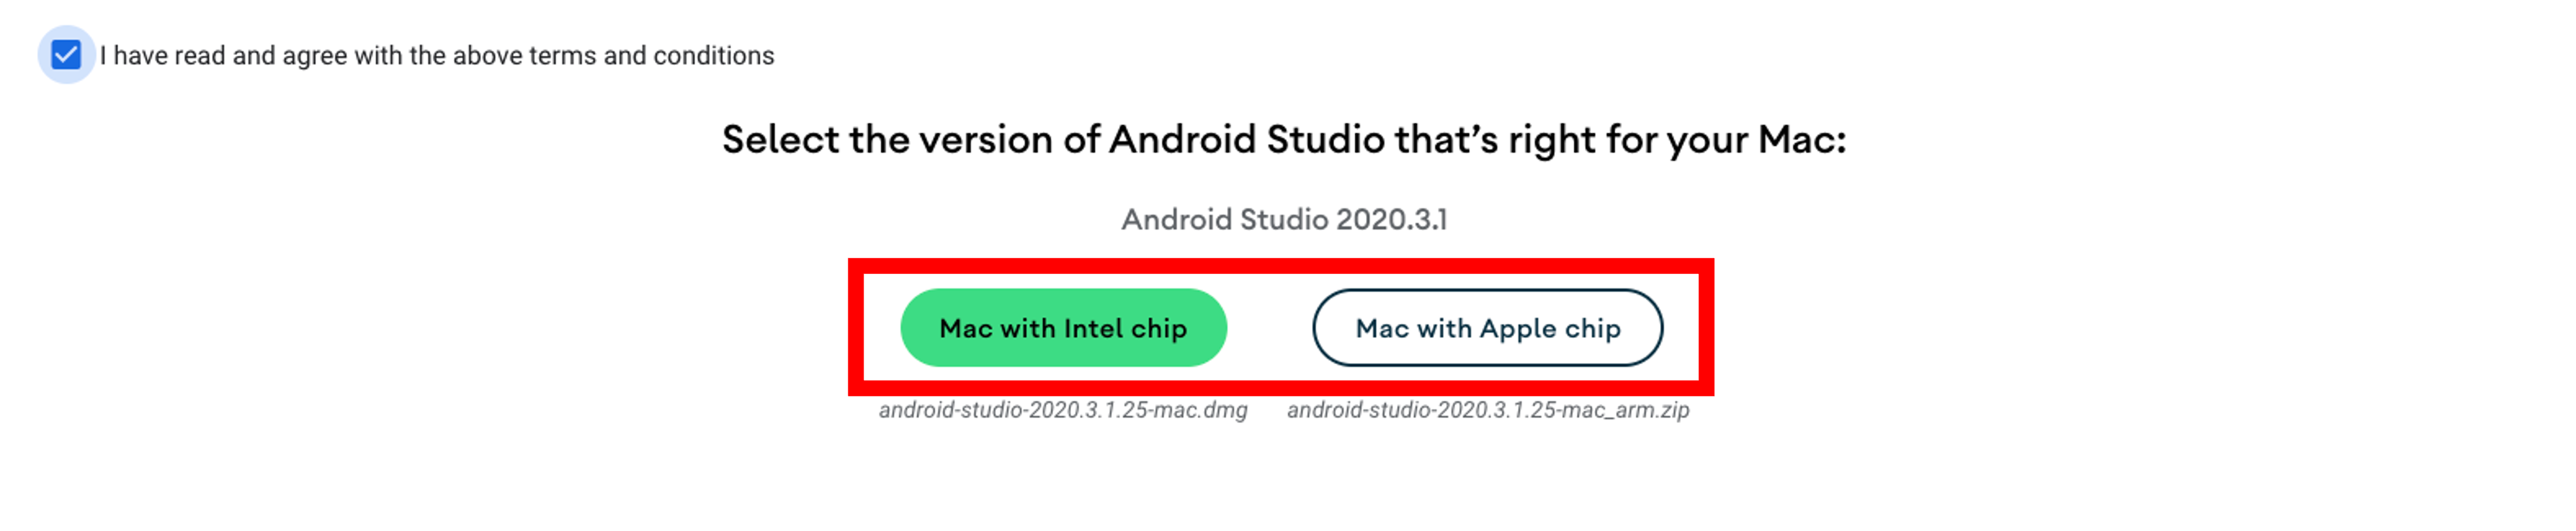 I have read and agree with the above terms and conditions
Select the version of Android Studio that’s right for your Mac:
Android Studio 2020.3.1
Mac with Intel chip
Mac with Apple chip
android-studio-2020.3.1.25-mac.dmg
android-studio-2020.3.1.25-mac_arm.zip